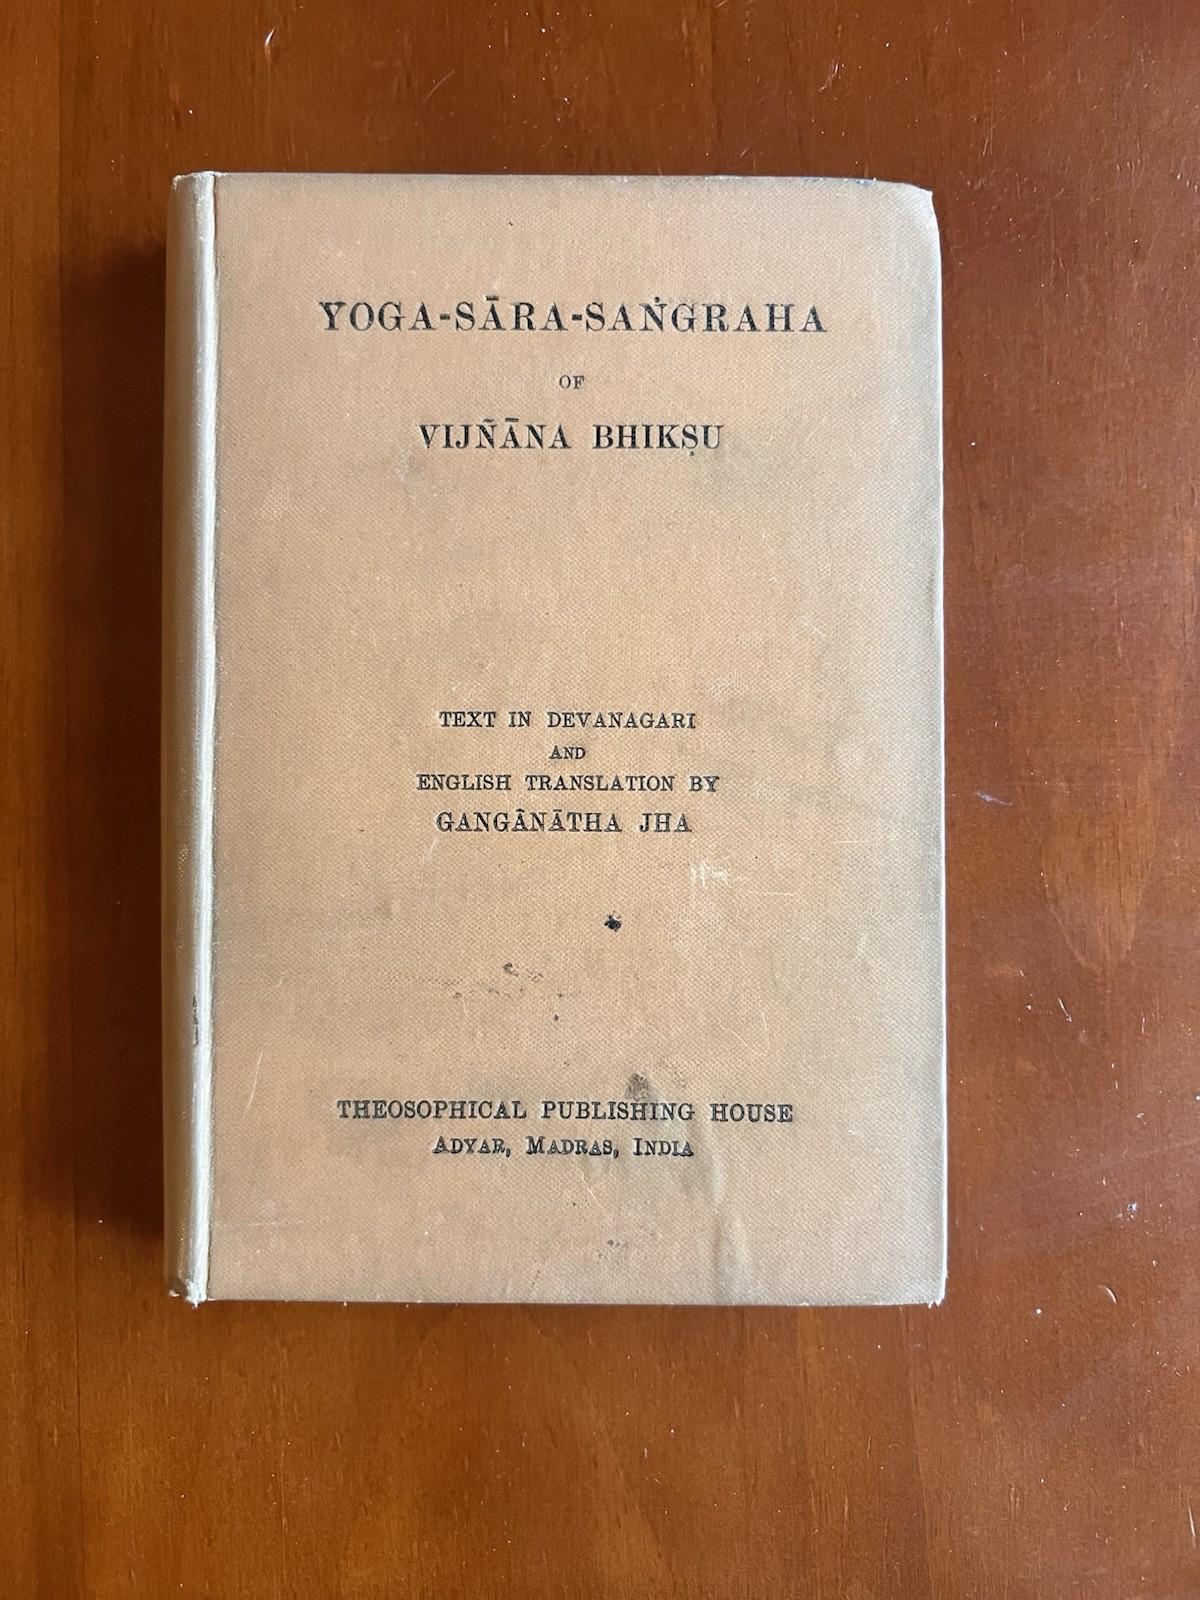 YOGA-SĀRA-SAṄGRAHA
OF
VIJÑĀNA BHIKṢU
TEXT IN DEVANAGARI
AND
ENGLISH TRANSLATION BY
GANGĀNĀTHA JHA
THEOSOPHICAL PUBLISHING HOUSE
ADYAR, MADRAS, INDIA